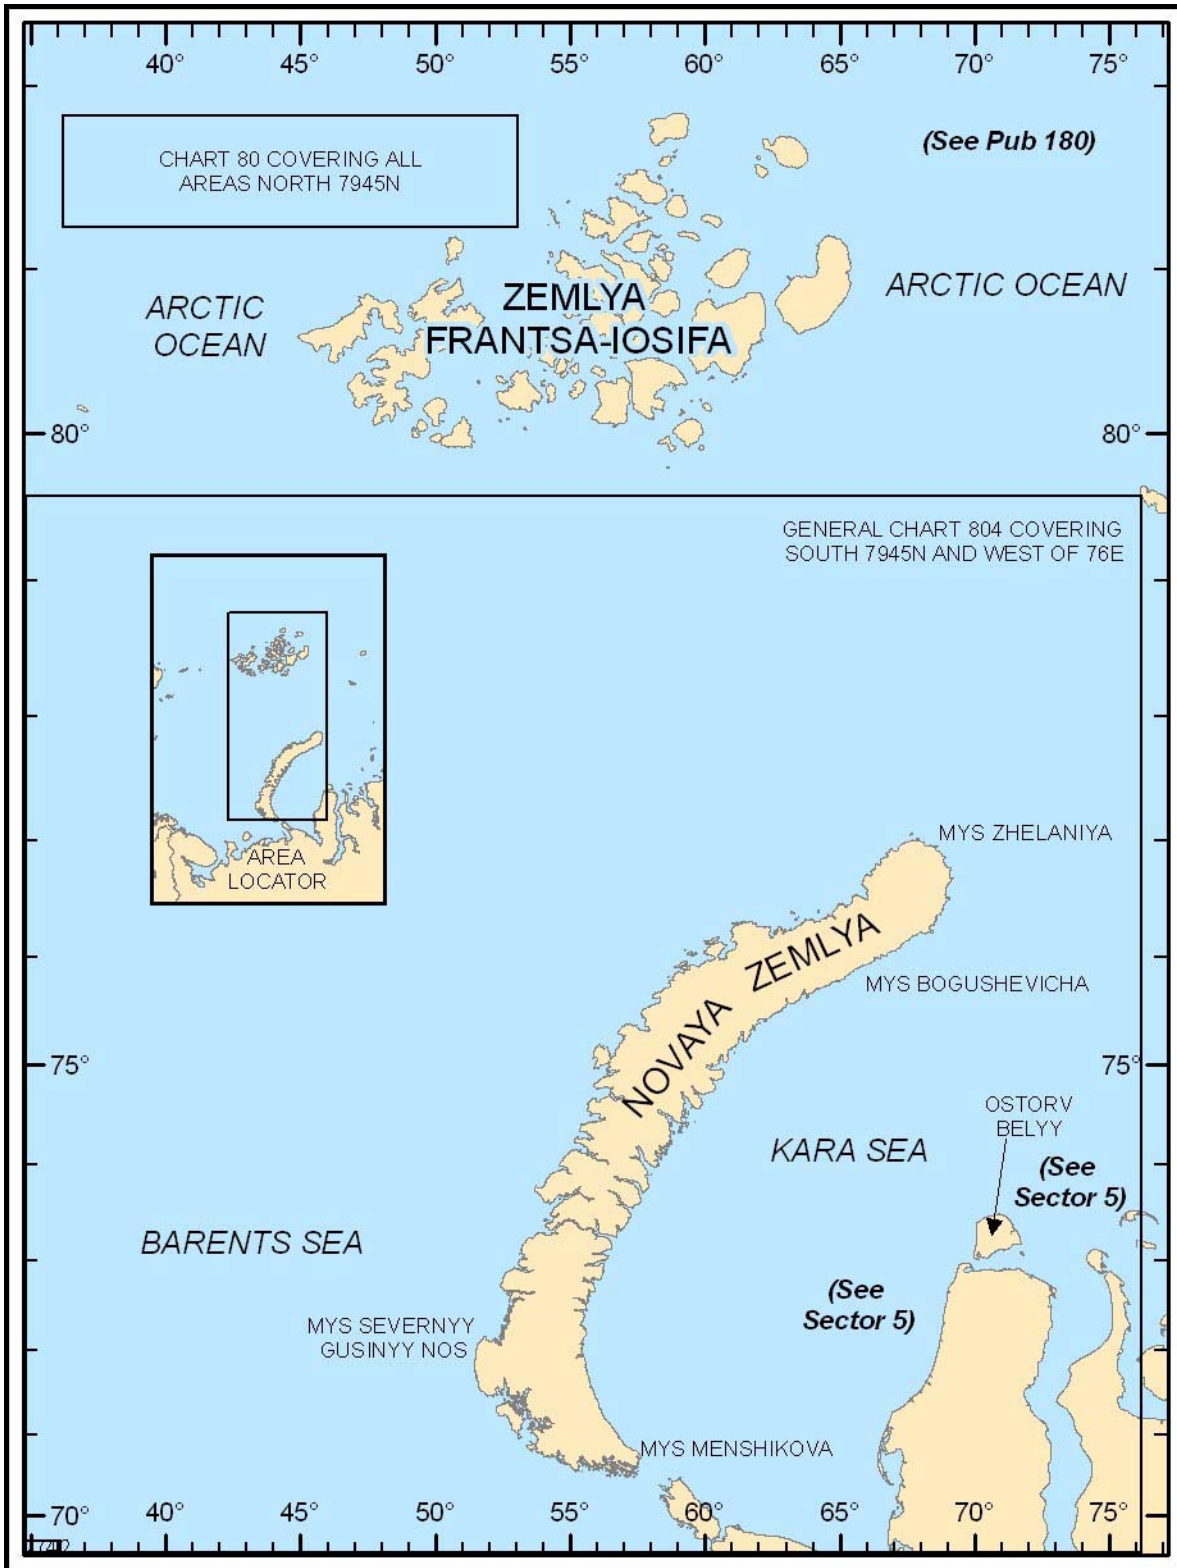 40° 45° 50° 55° 60° 65° 70° 75°
CHART 80 COVERING ALL
AREAS NORTH 7945N
(See Pub 180)
ARCTIC
OCEAN
ZEMLYA
FRANTSA-IOSIFA
ARCTIC OCEAN
80° 80°
GENERAL CHART 804 COVERING
SOUTH 7945N AND WEST OF 76E
AREA
LOCATOR
MYS ZHELANIYA
NOVAYA ZEMLYA
MYS BOGUSHEVICHA
75° 75°
OSTORV
BELYY
KARA SEA
(See
Sector 5)
BARENTS SEA
(See
Sector 5)
MYS SEVERNYY
GUSINYY NOS
MYS MENSHIKOVA
70° 40° 45° 50° 55° 60° 65° 70° 75°